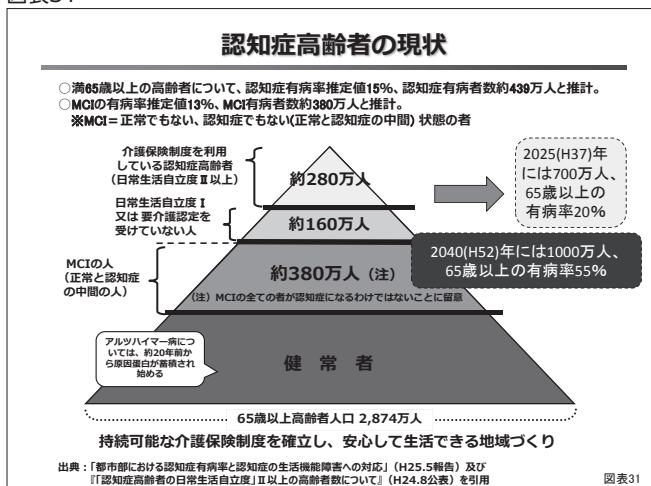 認知症高齢者の現状
○満65歳以上の高齢者について、認知症有病率推定値15%、認知症有病者数約439万人と推計。
○MCIの有病率推定値13%、MCI有病者数約380万人と推計。
※MCI=正常でもない、認知症でもない(正常と認知症の中間) 状態の者
介護保険制度を利用
している認知症高齢者
(日常生活自立度Ⅱ以上)
約280万人
2025(H37)年
には700万人、
65歳以上の
有病率20%
日常生活自立度Ⅰ
又は 要介護認定を
受けていない人
約160万人
2040(H52)年には1000万人、
65歳以上の有病率55%
MCIの人
(正常と認知症
の中間の人)
約380万人(注)
(注)MCIの全ての者が認知症になるわけではないことに留意
アルツハイマー病につ
いては、約20年前か
ら原因蛋白が蓄積され
始める
健 常 者
65歳以上高齢者人口 2,874万人
持続可能な介護保険制度を確立し、安心して生活できる地域づくり
出典:「都市部における認知症有病率と認知症の生活機能障害への対応」(H25.5報告)及び
『「認知症高齢者の日常生活自立度」Ⅱ以上の高齢者数について』(H24.8公表)を引用
図表31